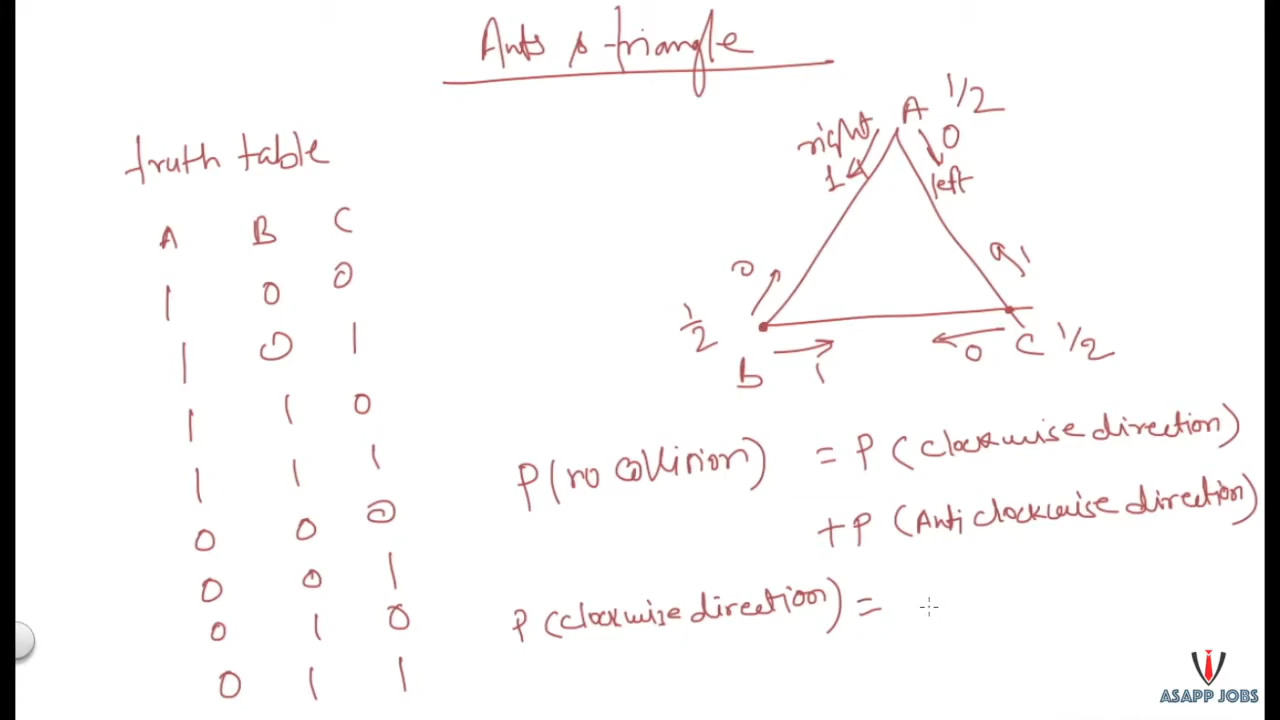 Ants & triangle
truth table
A B C
1 0 0
1 0 1
1 1 0
1 1 1
0 0 0
0 0 1
0 1 0
0 1 1
A 1/2
right 0
1 left
0
1/2
B 1
0 C 1/2
P(no collision) = P(clockwise direction)
+P (Anti clockwise direction)
P(clockwise direction) =
ASAPP JOBS